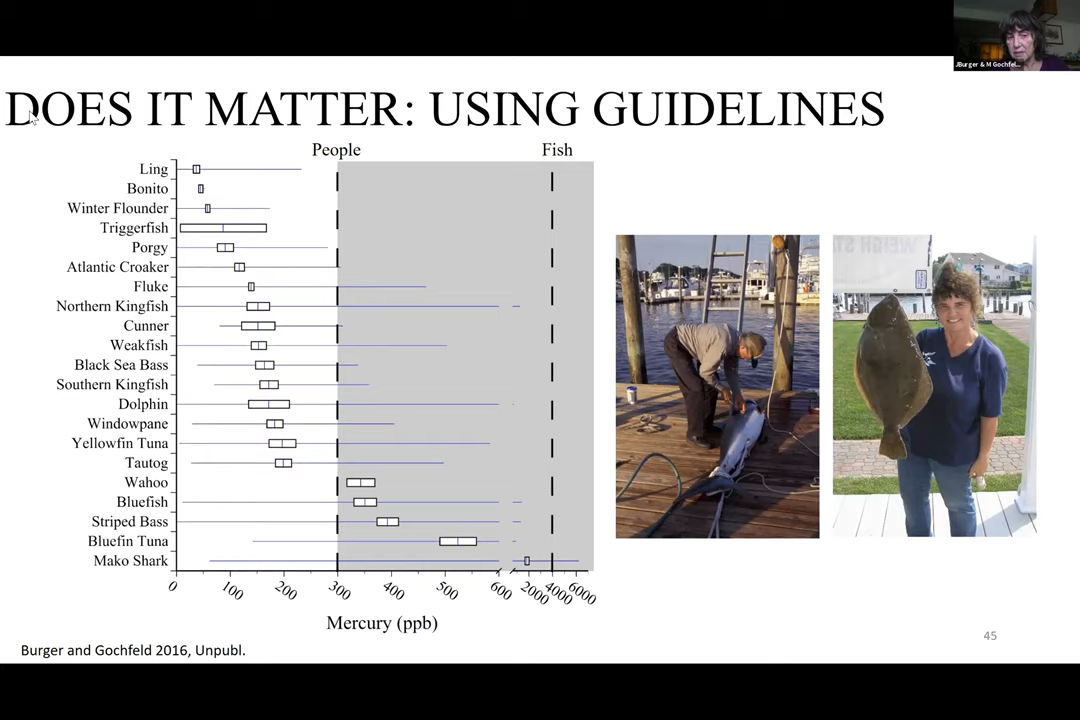 JBurger & M Gochfel...
DOES IT MATTER: USING GUIDELINES
People
Fish
Ling
Bonito
Winter Flounder
Triggerfish
Porgy
Atlantic Croaker
Fluke
Northern Kingfish
Cunner
Weakfish
Black Sea Bass
Southern Kingfish
Dolphin
Windowpane
Yellowfin Tuna
Tautog
Wahoo
Bluefish
Striped Bass
Bluefin Tuna
Mako Shark
0 100 200 300 400 500 600 2000 4000 6000
Mercury (ppb)
45
Burger and Gochfeld 2016, Unpubl.